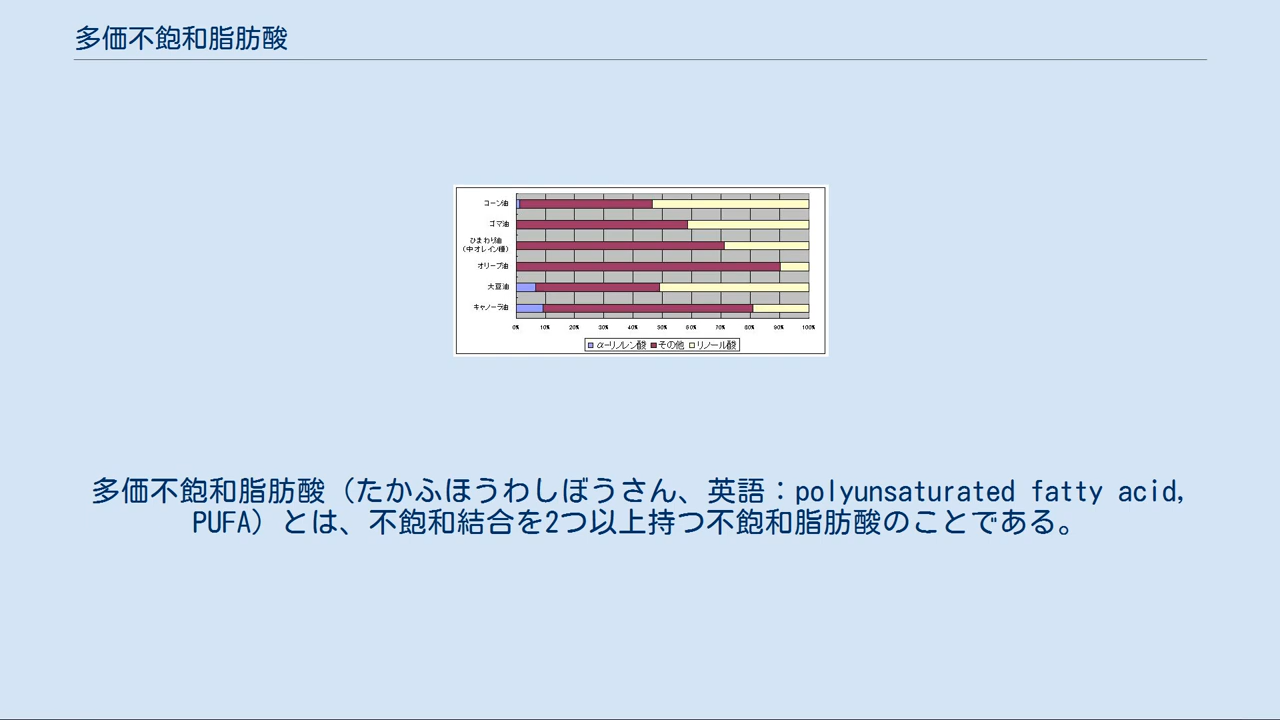 多価不飽和脂肪酸
コーン油
ゴマ油
ひまわり油
(中オレイン種)
オリーブ油
大豆油
キャノーラ油
0% 10% 20% 30% 40% 50% 60% 70% 80% 90% 100%
α-リノレン酸 その他 リノール酸
多価不飽和脂肪酸（たかふほうわしぼうさん、英語：polyunsaturated fatty acid,
PUFA）とは、不飽和結合を2つ以上持つ不飽和脂肪酸のことである。